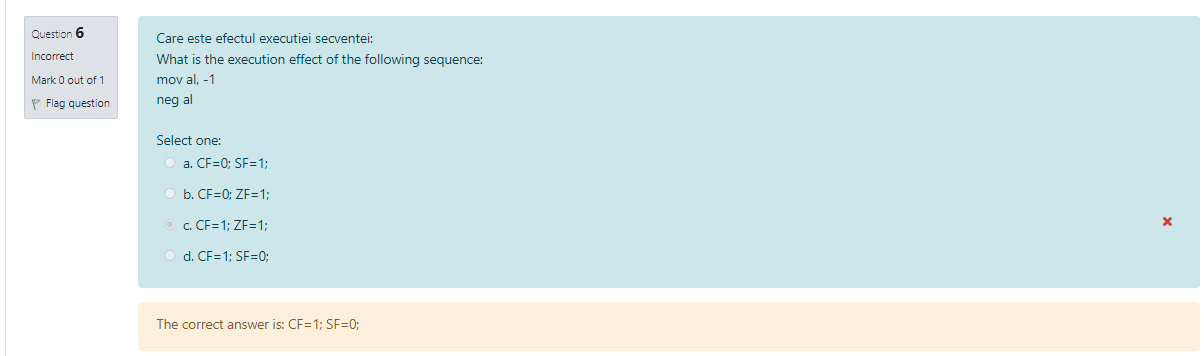 Question 6
Incorrect
Mark 0 out of 1
Flag question
Care este efectul executiei secventei:
What is the execution effect of the following sequence:
mov al, -1
neg al
Select one:
a. CF=0; SF=1;
b. CF=0; ZF=1;
c. CF=1; ZF=1;
d. CF=1; SF=0;
The correct answer is: CF=1; SF=0;